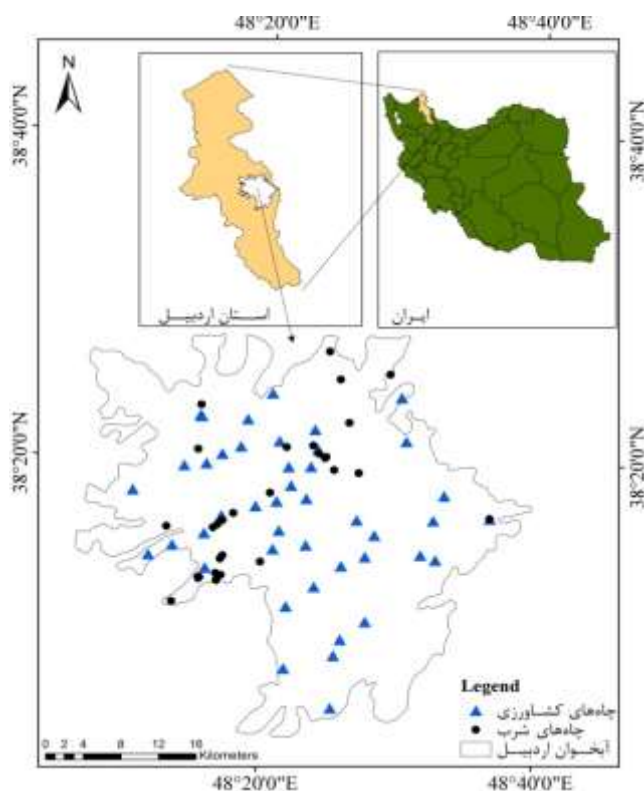 48°20'0"E
48°40'0"E
N
38°40'0"N
38°40'0"N
استان اردبیل
ایران
38°20'0"N
38°20'0"N
Legend
چاه‌های کشاورزی
چاه‌های شرب
آبخوان اردبیل
0 2 4 8 12 16
Kilometers
48°20'0"E
48°40'0"E